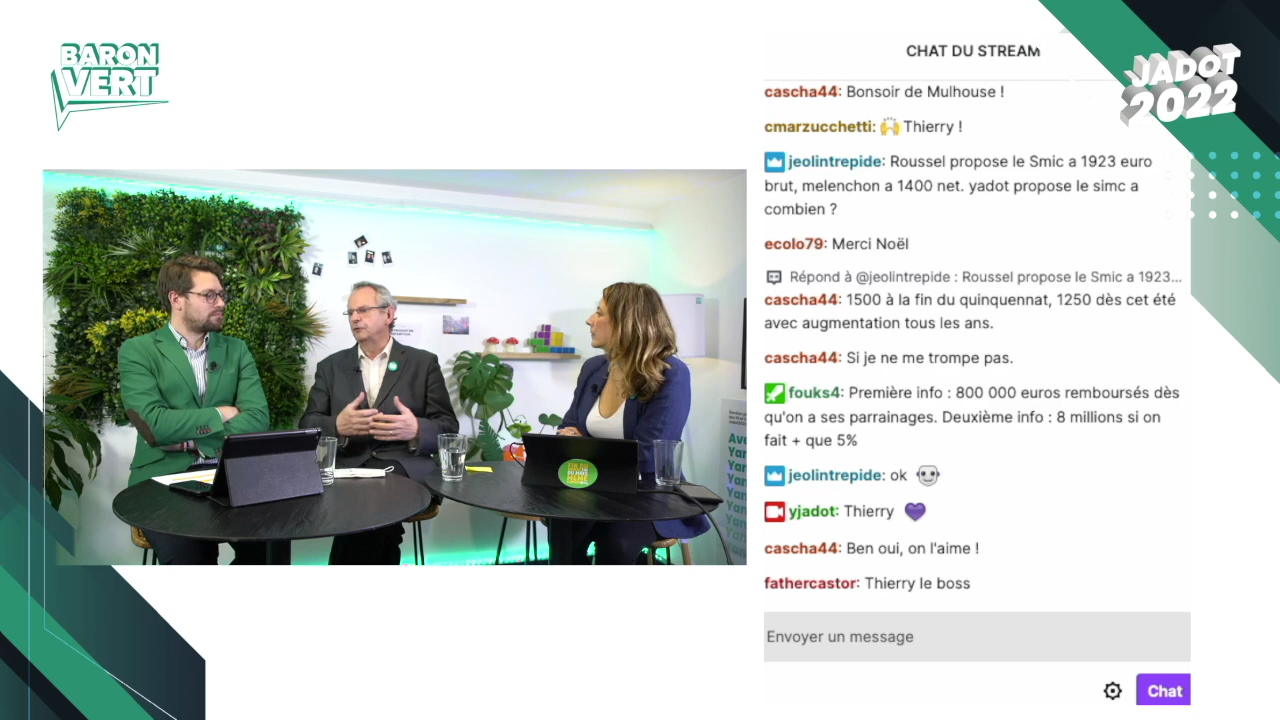 BARON
VERT
CHAT DU STREAM
JADOT
2022
cascha44: Bonsoir de Mulhouse !
cmarzucchetti: 🙌 Thierry !
jeolintrepide: Roussel propose le Smic a 1923 euro
brut, melenchon a 1400 net. yadot propose le simc a
combien ?
ecolo79: Merci Noël
Répond à @jeolintrepide : Roussel propose le Smic a 1923...
cascha44: 1500 à la fin du quinquennat, 1250 dès cet été
avec augmentation tous les ans.
cascha44: Si je ne me trompe pas.
fouks4: Première info : 800 000 euros remboursés dès
qu'on a ses parrainages. Deuxième info : 8 millions si on
fait + que 5%
jeolintrepide: ok
yjadot: Thierry 💜
cascha44: Ben oui, on l'aime !
fathercastor: Thierry le boss
Envoyer un message
Chat